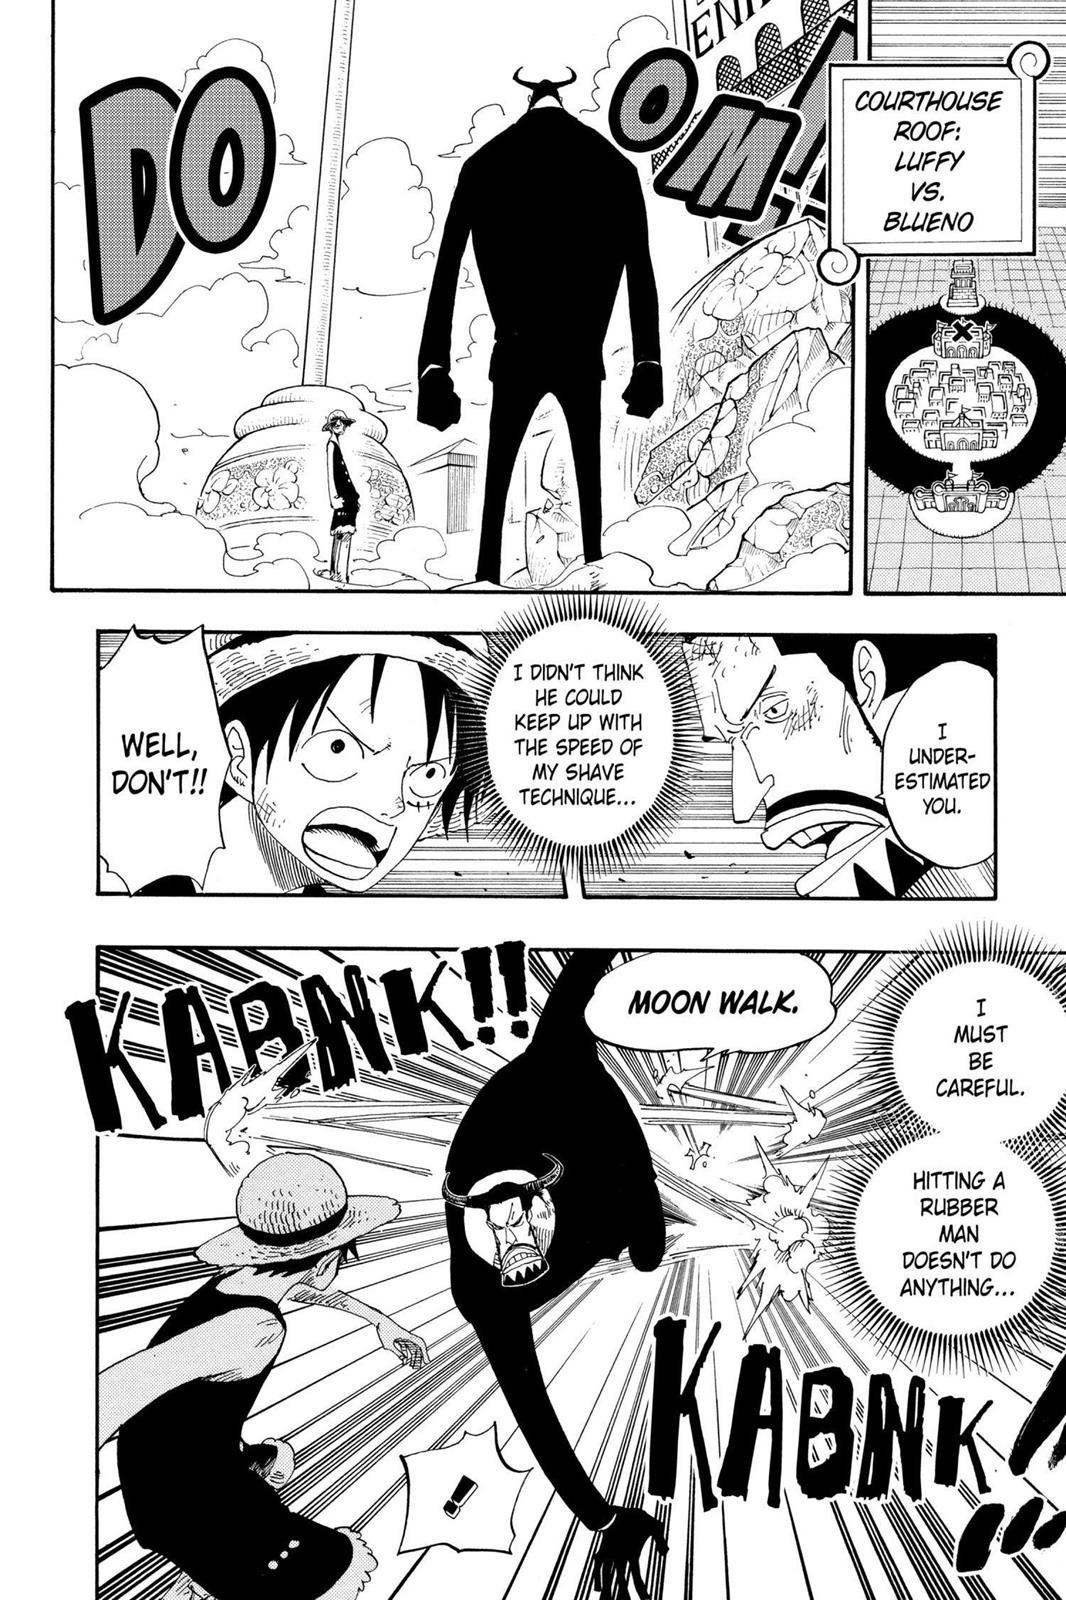 COURTHOUSE
ROOF:
LUFFY
VS.
BLUENO
DO
OM!!
I
UNDER-
ESTIMATED
YOU.
I DIDN'T THINK
HE COULD
KEEP UP WITH
THE SPEED OF
MY SHAVE
TECHNIQUE...
WELL,
DON'T!!
I
MUST
BE
CAREFUL.
HITTING A
RUBBER
MAN
DOESN'T DO
ANYTHING...
MOON WALK.
KABNK!!
KABNK!!
!